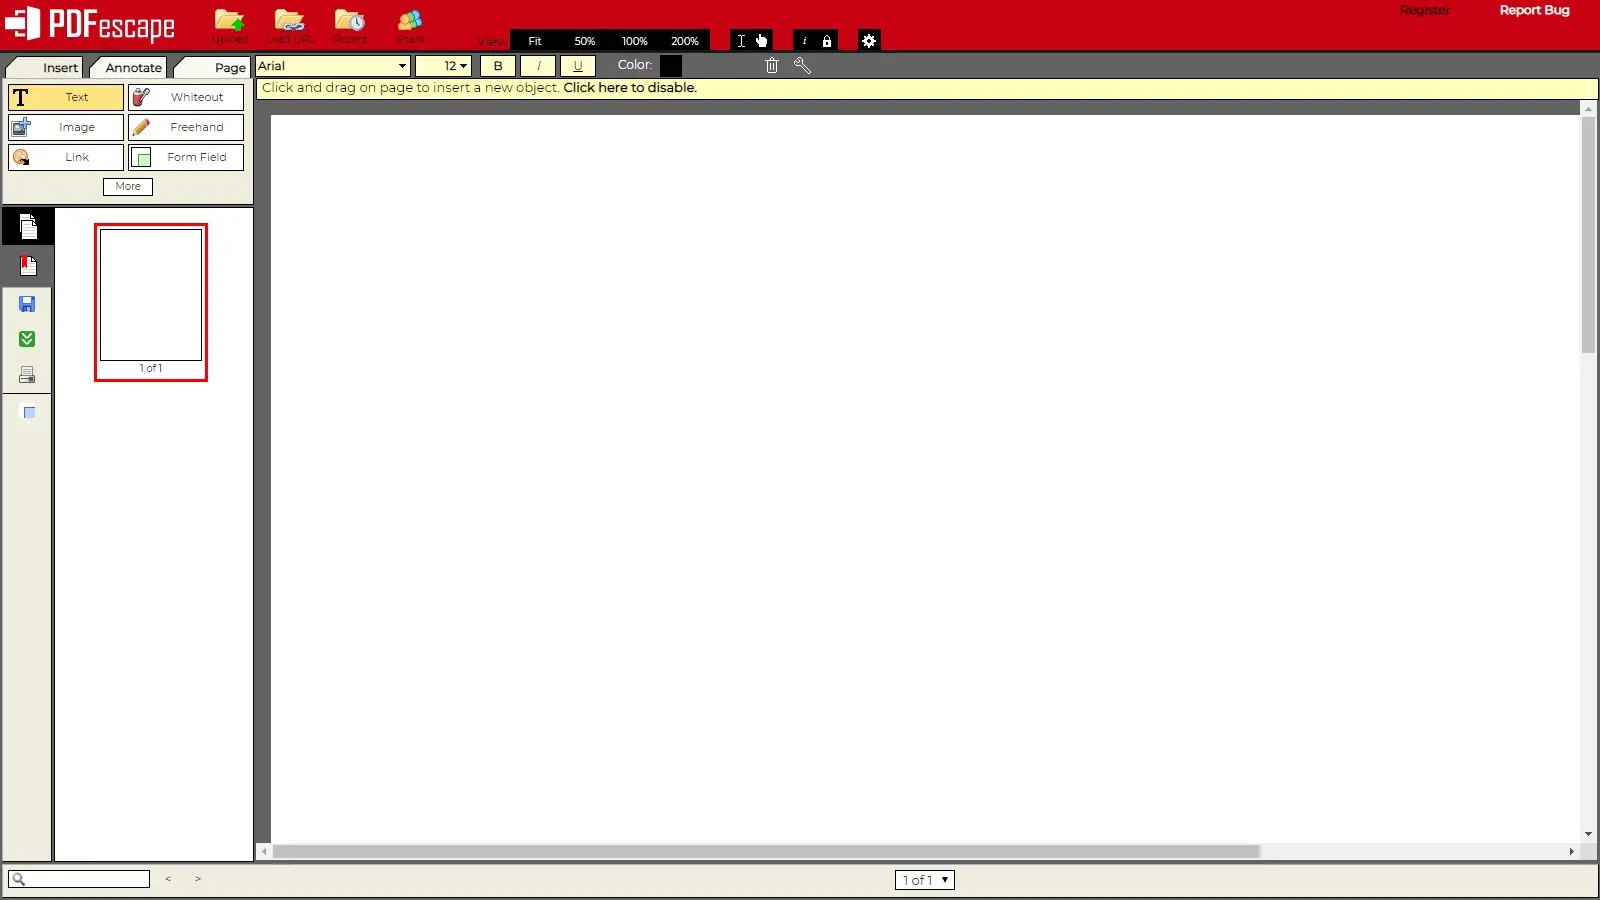 PDFescape
Upload Load URL Recent Share
View Fit 50% 100% 200%
Register Report Bug
Insert Annotate Page
Arial 12 B I U Color:
Click and drag on page to insert a new object. Click here to disable.
Text Whiteout
Image Freehand
Link Form Field
More
1 of 1
< > 1 of 1